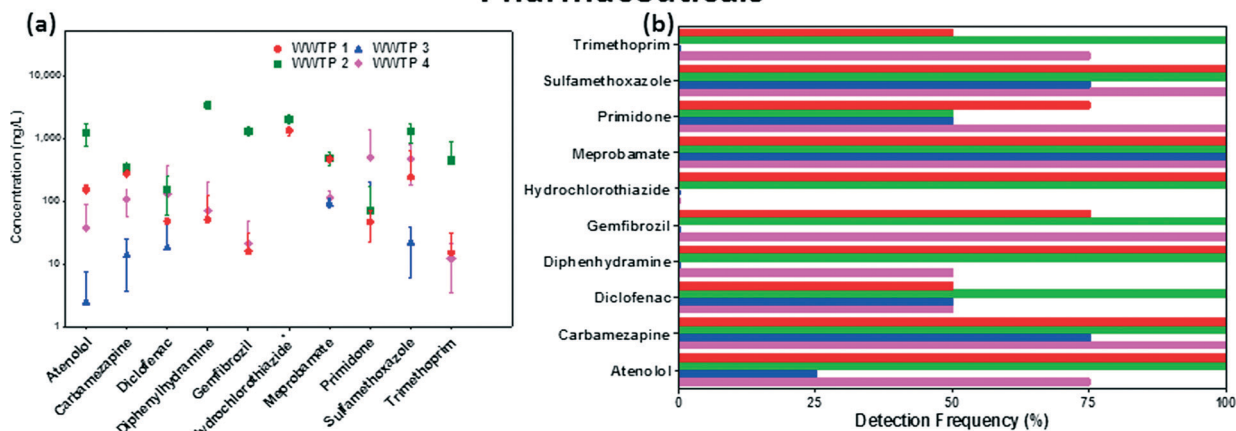 Pharmaceuticals
(a)
WWTP 1
WWTP 2
WWTP 3
WWTP 4
Concentration (ng/L)
10,000
1,000
100
10
1
Atenolol
Carbamezapine
Diclofenac
Diphenylhydramine
Gemfibrozil
Hydrochlorothiazide
Meprobamate
Primidone
Sulfamethoxazole
Trimethoprim
(b)
Trimethoprim
Sulfamethoxazole
Primidone
Meprobamate
Hydrochlorothiazide
Gemfibrozil
Diphenhydramine
Diclofenac
Carbamezapine
Atenolol
0 25 50 75 100
Detection Frequency (%)